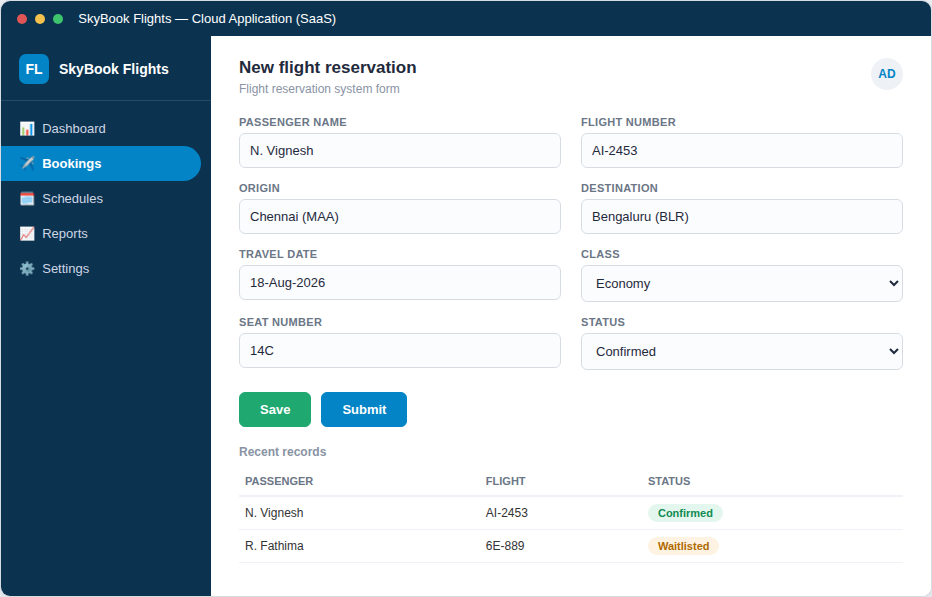 SkyBook Flights — Cloud Application (SaaS)
FL SkyBook Flights
Dashboard
Bookings
Schedules
Reports
Settings
New flight reservation
Flight reservation system form
AD
PASSENGER NAME
N. Vignesh
FLIGHT NUMBER
AI-2453
ORIGIN
Chennai (MAA)
DESTINATION
Bengaluru (BLR)
TRAVEL DATE
18-Aug-2026
CLASS
Economy
SEAT NUMBER
14C
STATUS
Confirmed
Save Submit
Recent records
PASSENGER FLIGHT STATUS
N. Vignesh AI-2453 Confirmed
R. Fathima 6E-889 Waitlisted